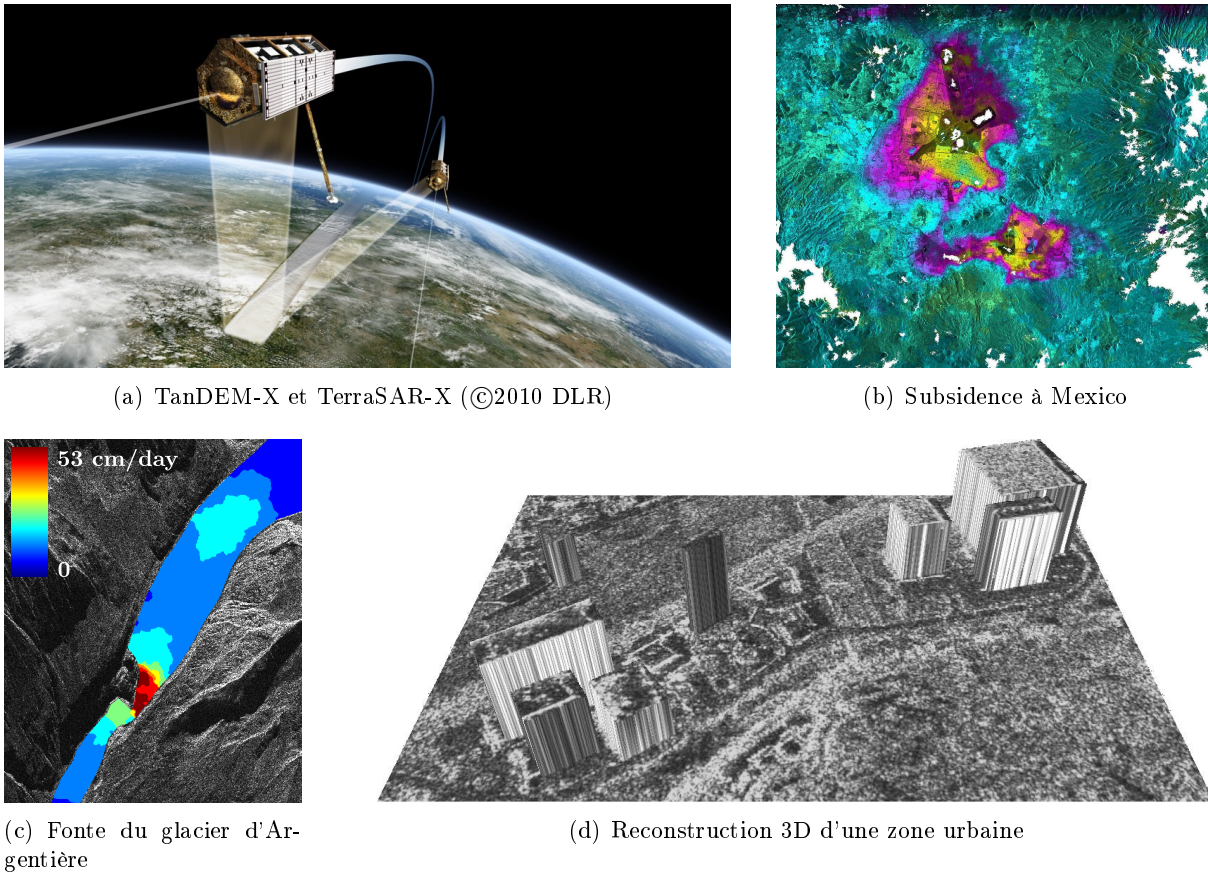 (a) TanDEM-X et TerraSAR-X (©2010 DLR)
(b) Subsidence à Mexico
53 cm/day
0
(c) Fonte du glacier d'Ar-
gentière
(d) Reconstruction 3D d'une zone urbaine